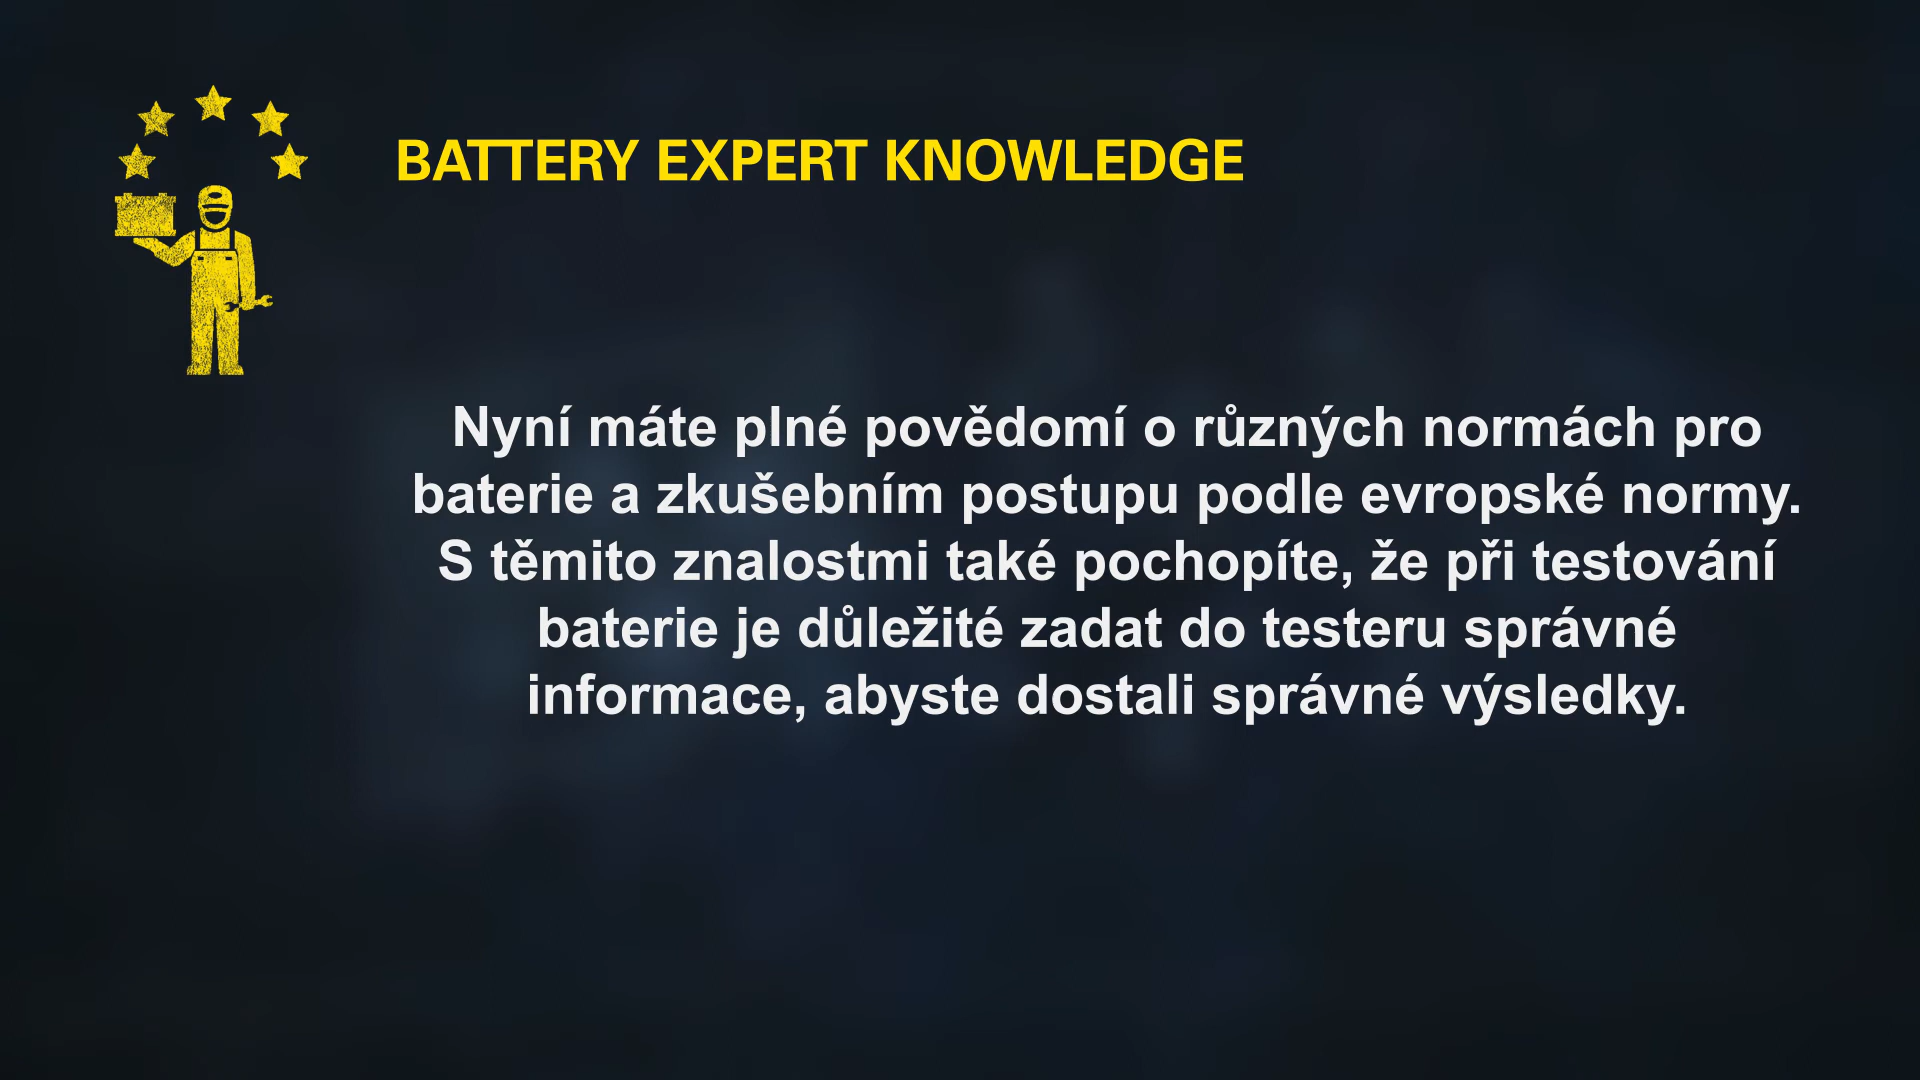 BATTERY EXPERT KNOWLEDGE
Nyní máte plné povědomí o různých normách pro
baterie a zkušebním postupu podle evropské normy.
S těmito znalostmi také pochopíte, že při testování
baterie je důležité zadat do testeru správné
informace, abyste dostali správné výsledky.